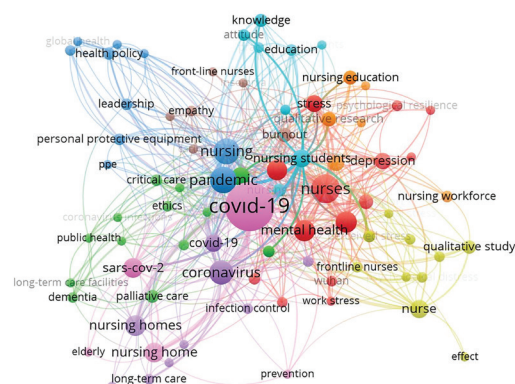 knowledge
attitude
global health
health policy
education
front-line nurses
nursing education
leadership
empathy
stress
psychological resilience
qualitative research
personal protective equipment
burnout
nursing
nursing students
depression
ppe
critical care
pandemic
nurses
nursing workforce
ethics
covid-19
public health
covid-19
mental health
qualitative study
sars-cov-2
coronavirus
frontline nurses
long-term care facilities
wuhan
dementia
palliative care
work stress
infection control
nurse
nursing homes
elderly
nursing home
effect
prevention
long-term care